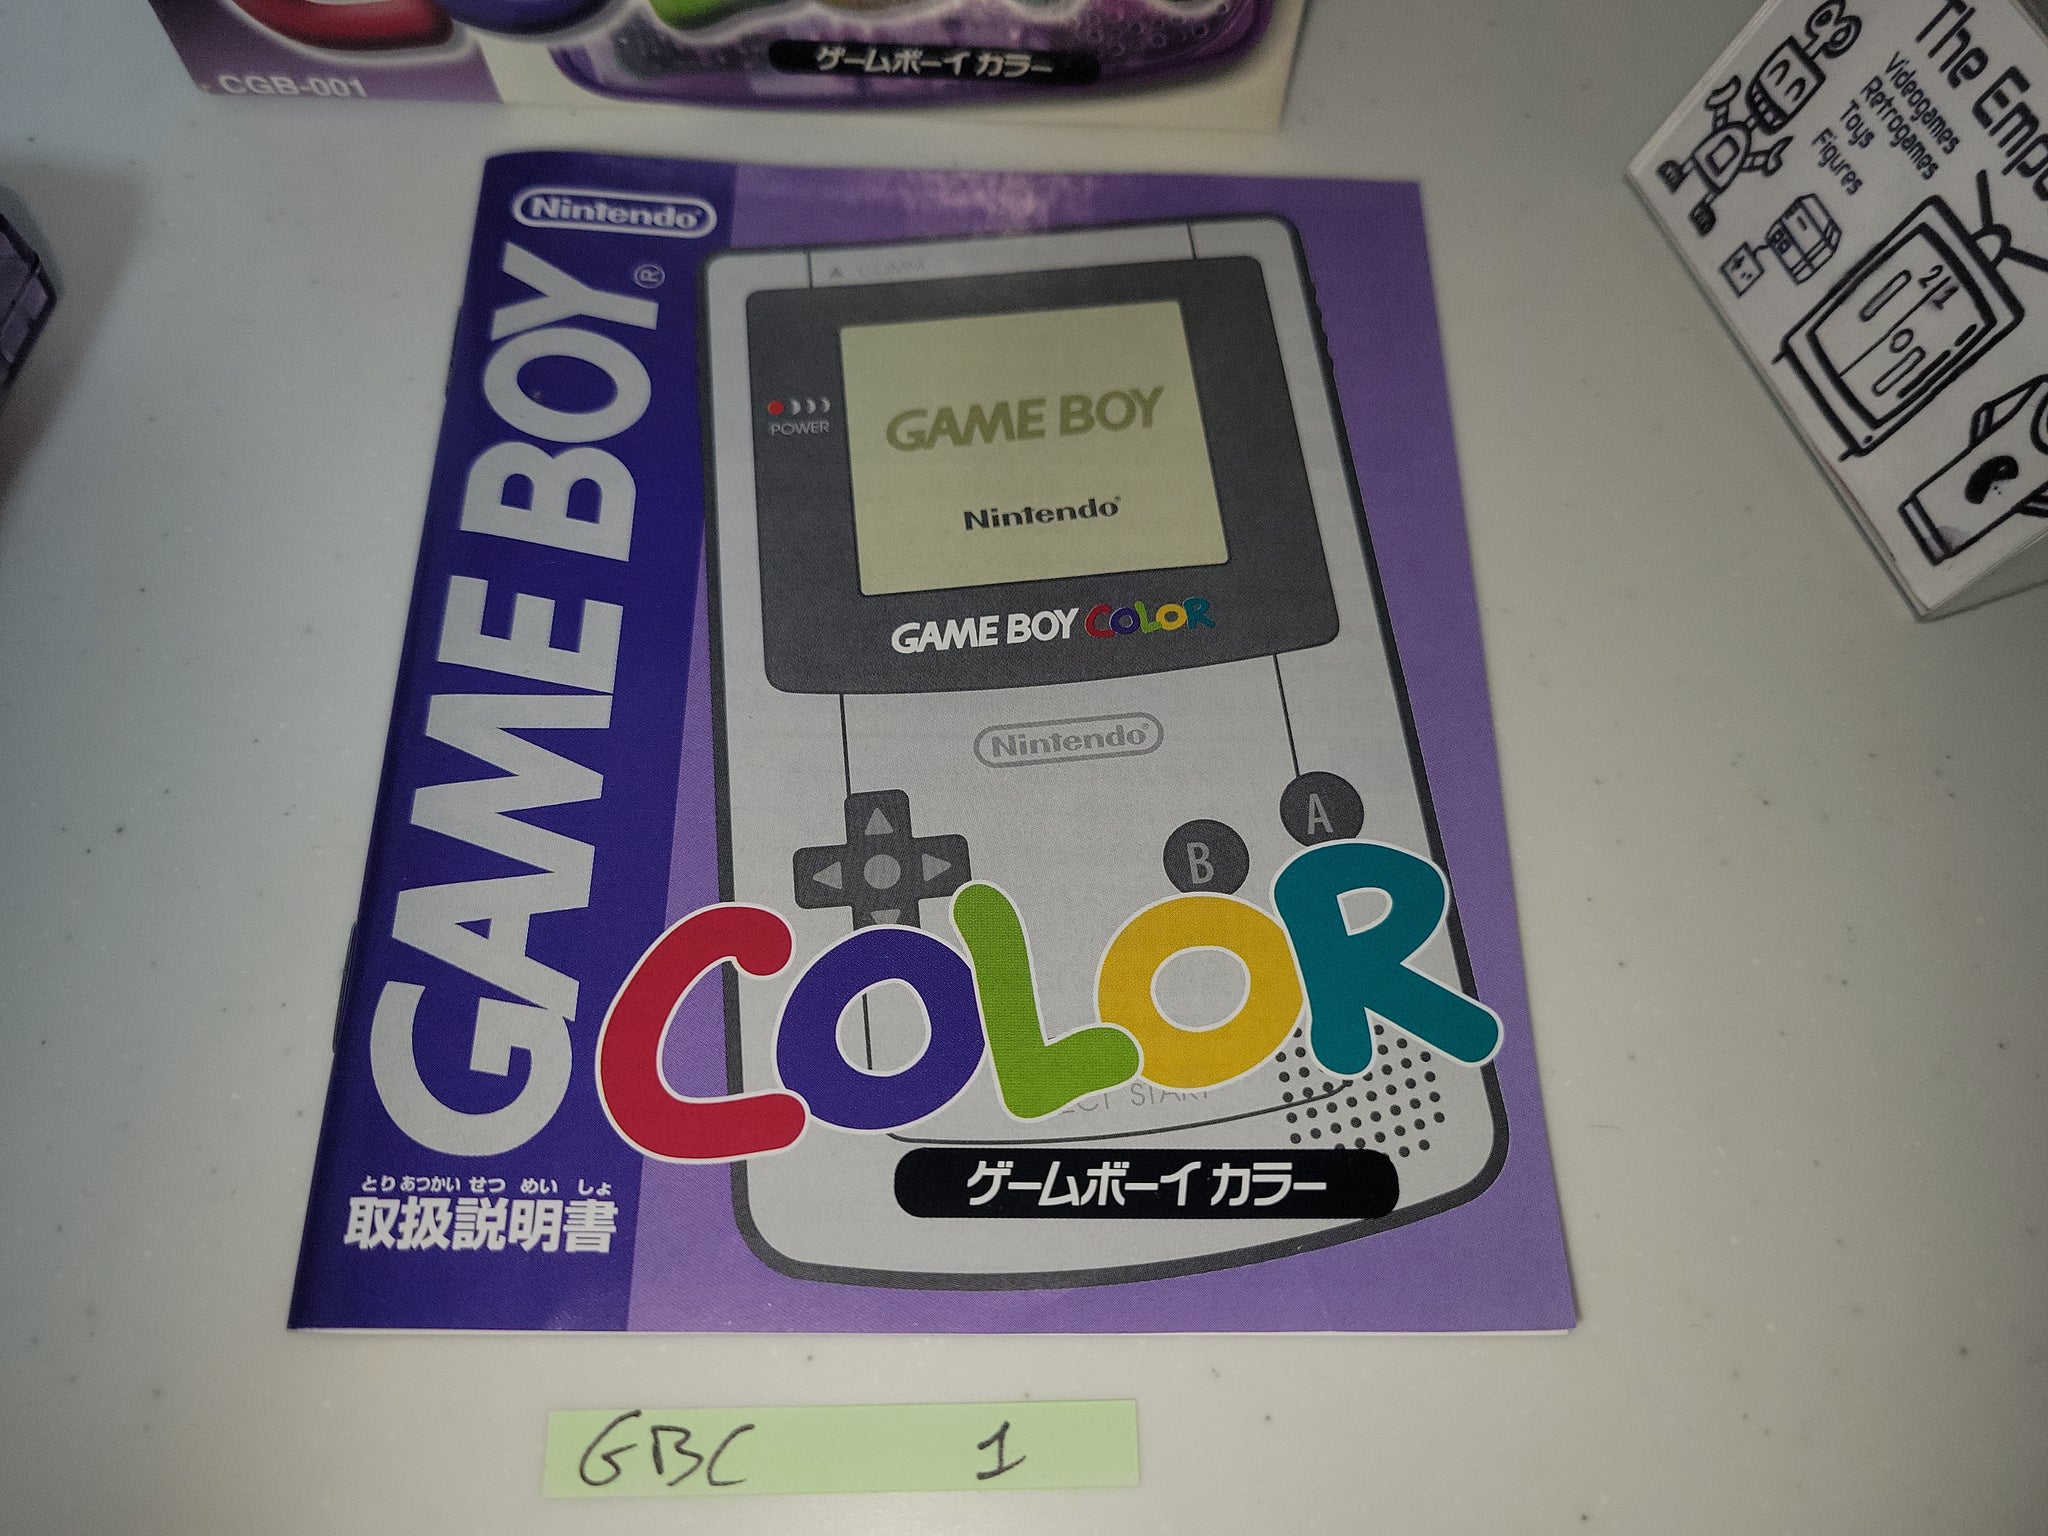 CGB-001
ゲームボーイ カラー
The
Videogames
Retrogames
Toys
Figures
Nintendo®
GAME BOY®
COMM
POWER
GAME BOY
Nintendo®
GAME BOY COLOR
Nintendo®
B A
COLOR
START
ゲームボーイ カラー
とりあつかいせつめいしょ
取扱説明書
GBC 1